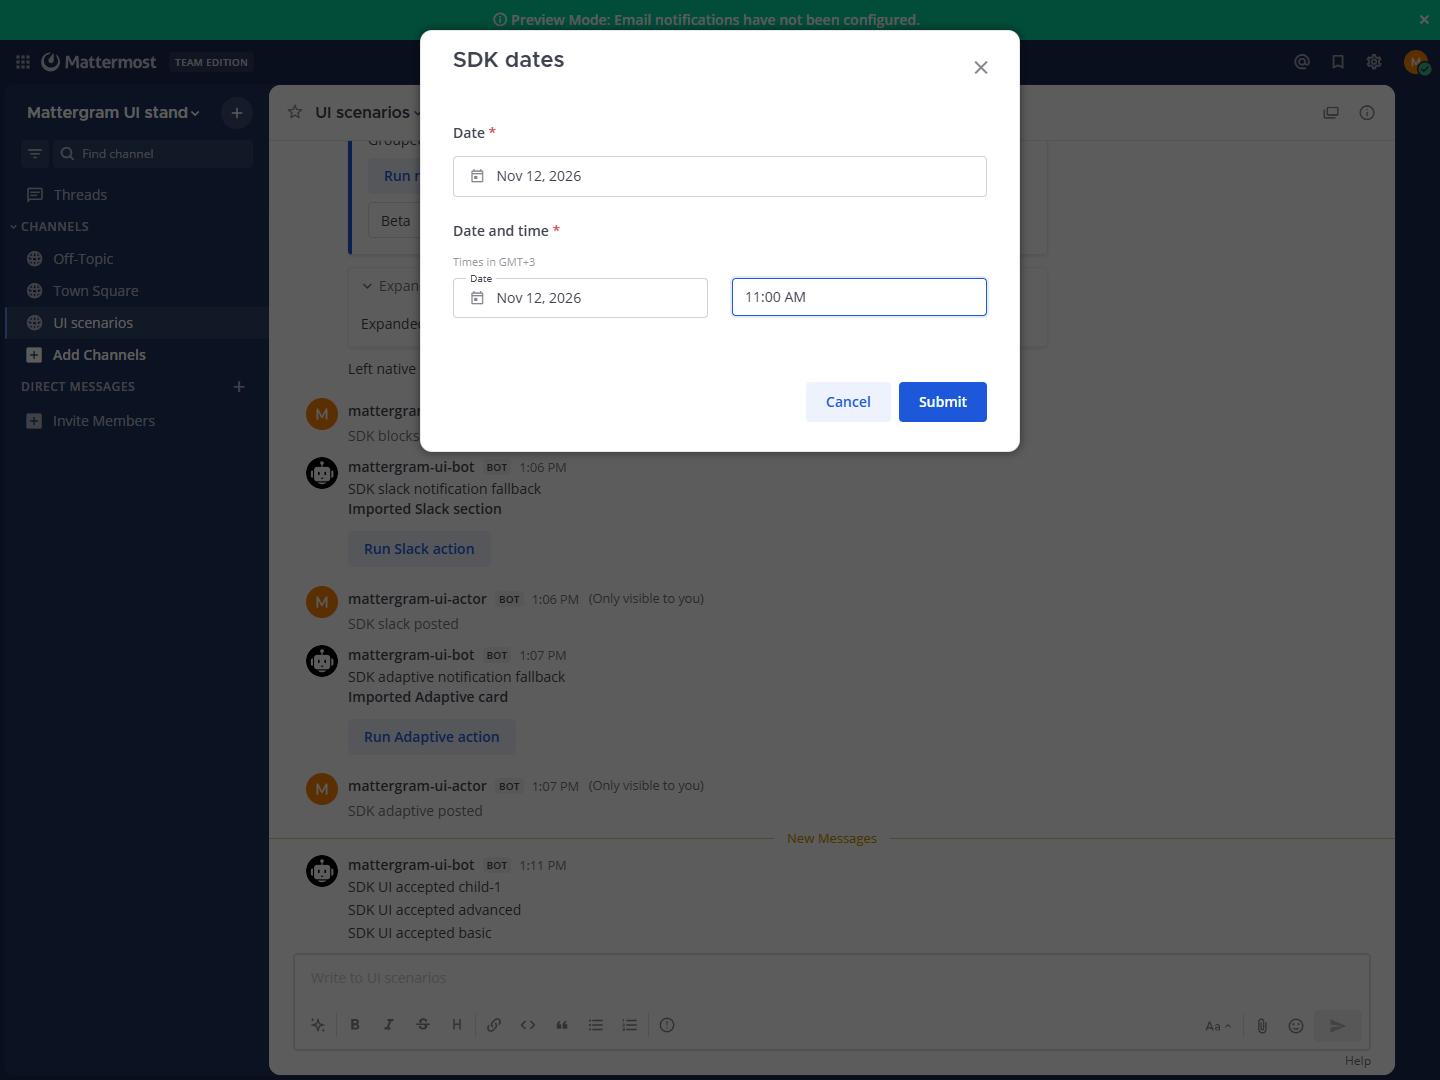 Preview Mode: Email notifications have not been configured.
Mattermost TEAM EDITION
Mattergram UI stand
Find channel
Threads
CHANNELS
Off-Topic
Town Square
UI scenarios
Add Channels
DIRECT MESSAGES
Invite Members
UI scenarios
Run
Beta
Expan
Expande
Left native
SDK dates
Date *
Nov 12, 2026
Date and time *
Times in GMT+3
Date
Nov 12, 2026
11:00 AM
Cancel
Submit
mattergra
SDK blocks
mattergram-ui-bot BOT 1:06 PM
SDK slack notification fallback
Imported Slack section
Run Slack action
M
mattergram-ui-actor BOT 1:06 PM (Only visible to you)
SDK slack posted
mattergram-ui-bot BOT 1:07 PM
SDK adaptive notification fallback
Imported Adaptive card
Run Adaptive action
M
mattergram-ui-actor BOT 1:07 PM (Only visible to you)
SDK adaptive posted
New Messages
mattergram-ui-bot BOT 1:11 PM
SDK UI accepted child-1
SDK UI accepted advanced
SDK UI accepted basic
Write to UI scenarios
B I S H
Aa
Help